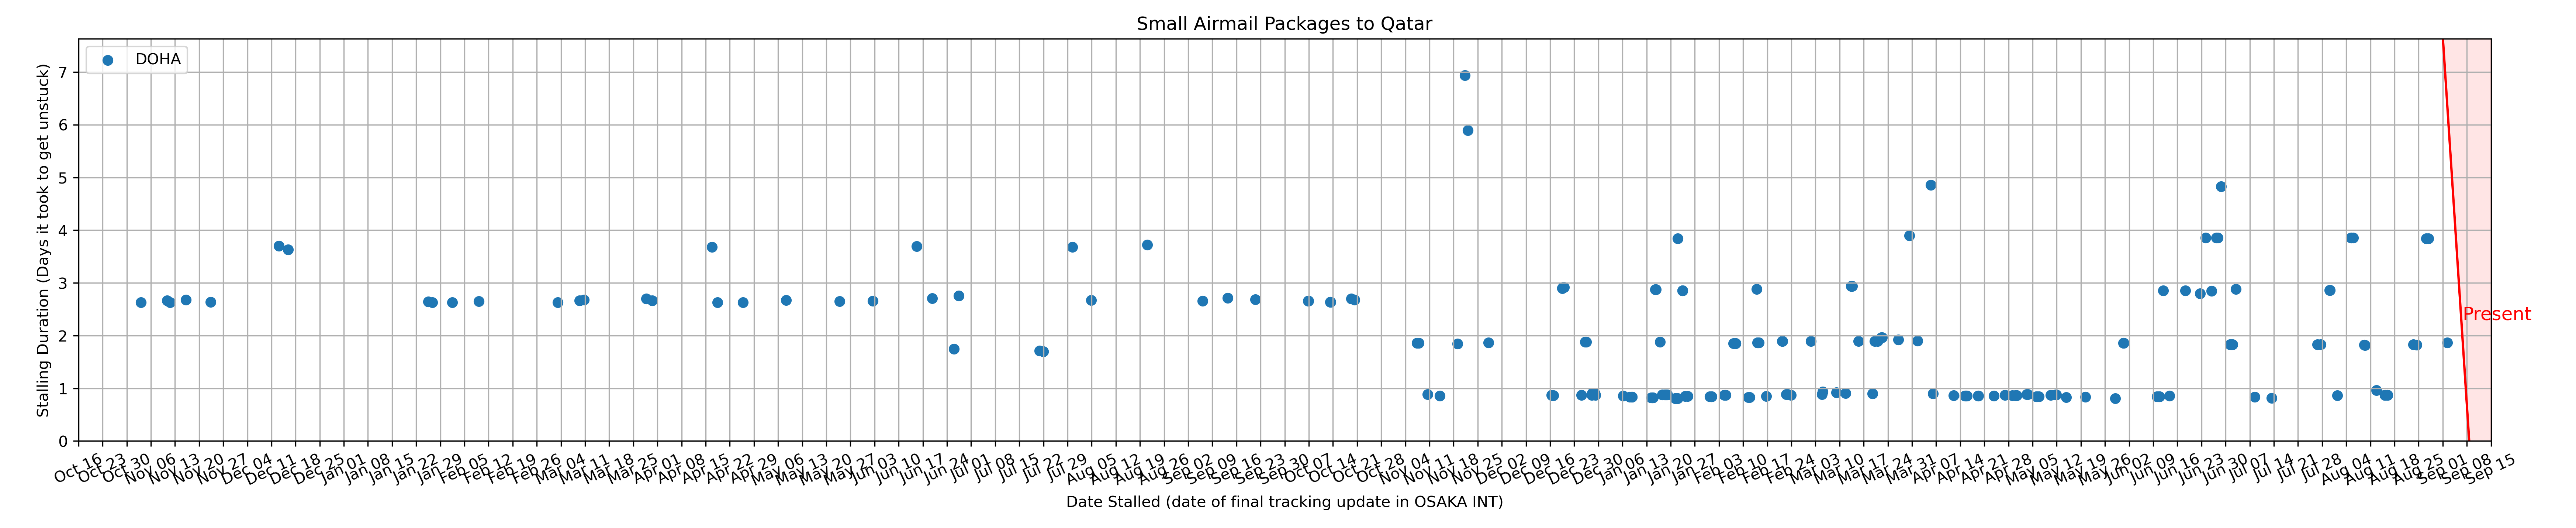 Small Airmail Packages to Qatar
DOHA
Stalling Duration (Days it took to get unstuck)
7
6
5
4
3
2
1
0
Present
Oct 16
Oct 23
Oct 30
Nov 06
Nov 13
Nov 20
Nov 27
Dec 04
Dec 11
Dec 18
Dec 25
Jan 01
Jan 08
Jan 15
Jan 22
Jan 29
Feb 05
Feb 12
Feb 19
Feb 26
Mar 04
Mar 11
Mar 18
Mar 25
Apr 01
Apr 08
Apr 15
Apr 22
Apr 29
May 06
May 13
May 20
May 27
Jun 03
Jun 10
Jun 17
Jun 24
Jul 01
Jul 08
Jul 15
Jul 22
Jul 29
Aug 05
Aug 12
Aug 19
Aug 26
Sep 02
Sep 09
Sep 16
Sep 23
Sep 30
Oct 07
Oct 14
Oct 21
Oct 28
Nov 04
Nov 11
Nov 18
Nov 25
Dec 02
Dec 09
Dec 16
Dec 23
Dec 30
Jan 06
Jan 13
Jan 20
Jan 27
Feb 03
Feb 10
Feb 17
Feb 24
Mar 03
Mar 10
Mar 17
Mar 24
Mar 31
Apr 07
Apr 14
Apr 21
Apr 28
May 05
May 12
May 19
May 26
Jun 02
Jun 09
Jun 16
Jun 23
Jun 30
Jul 07
Jul 14
Jul 21
Jul 28
Aug 04
Aug 11
Aug 18
Aug 25
Sep 01
Sep 08
Sep 15
Date Stalled (date of final tracking update in OSAKA INT)